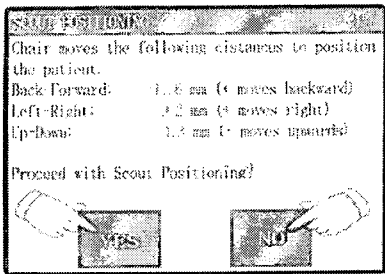 SCOUT POSITIONING
Chair moves the following distances to position
the patient.
Back-Forward: mm (+ moves backward)
Left-Right: mm (+ moves right)
Up-Down: mm (- moves upwards)
Proceed with Scout Positioning?
YES
NO